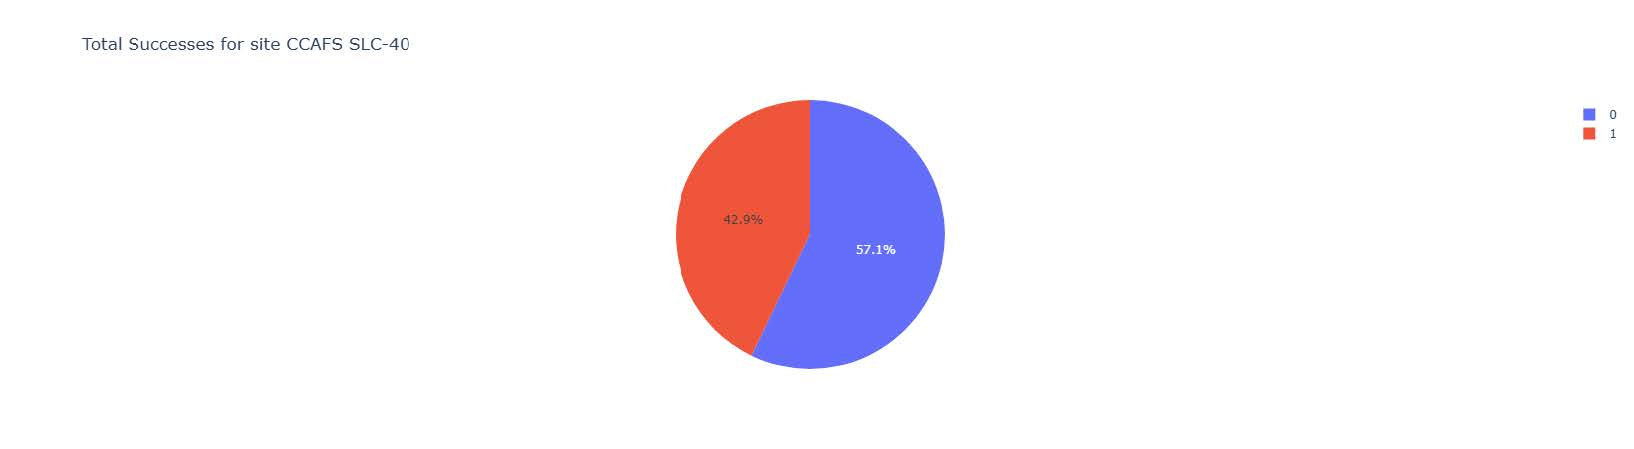 Total Successes for site CCAFS SLC-40
0
1
42.9%
57.1%